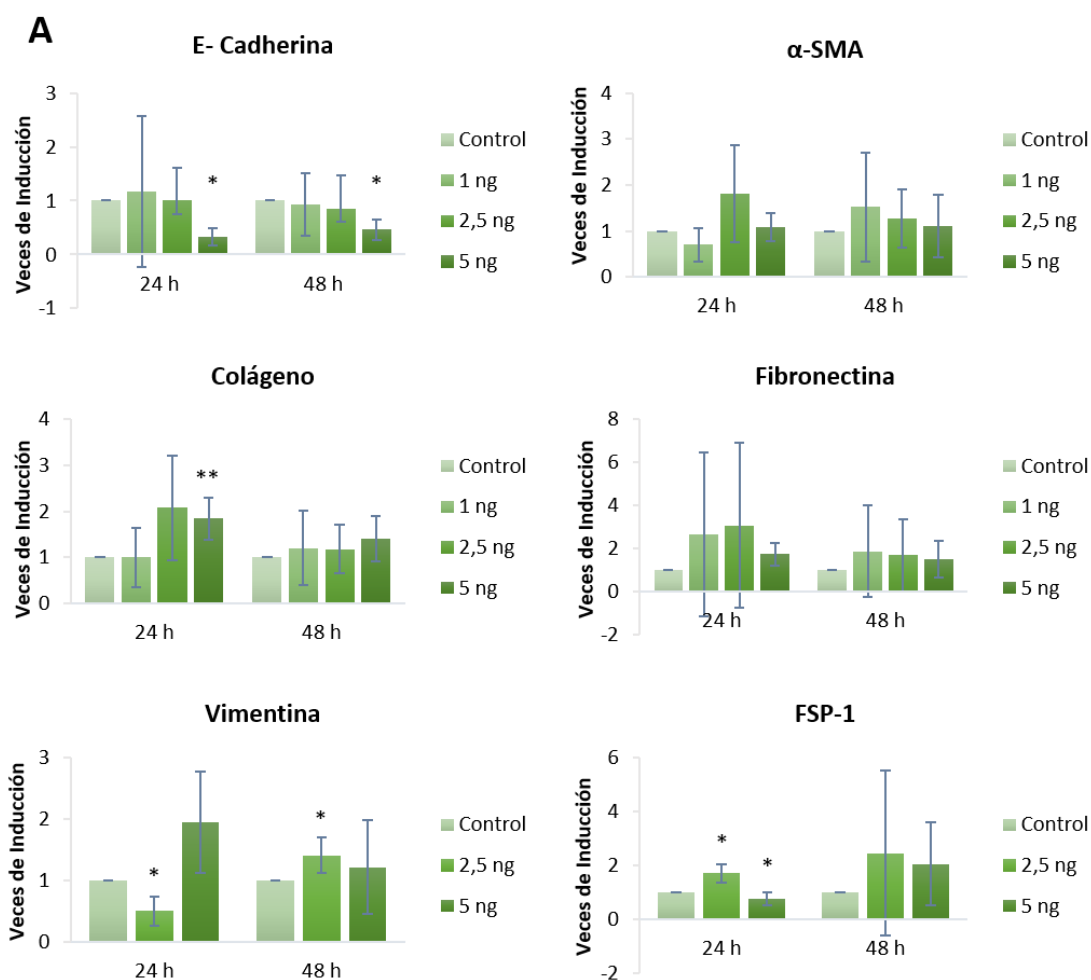 A
E- Cadherina
Veces de Inducción
3
2
1
0
-1
*
*
24 h
48 h
Control
1 ng
2,5 ng
5 ng
α-SMA
Veces de Inducción
4
3
2
1
0
24 h
48 h
Control
1 ng
2,5 ng
5 ng
Colágeno
Veces de Inducción
4
3
2
1
0
**
24 h
48 h
Control
1 ng
2,5 ng
5 ng
Fibronectina
Veces de Inducción
8
6
4
2
0
-2
24 h
48 h
Control
1 ng
2,5 ng
5 ng
Vimentina
Veces de Inducción
3
2
1
0
*
*
24 h
48 h
Control
2,5 ng
5 ng
FSP-1
Veces de Inducción
6
4
2
0
-2
*
*
24 h
48 h
Control
2,5 ng
5 ng